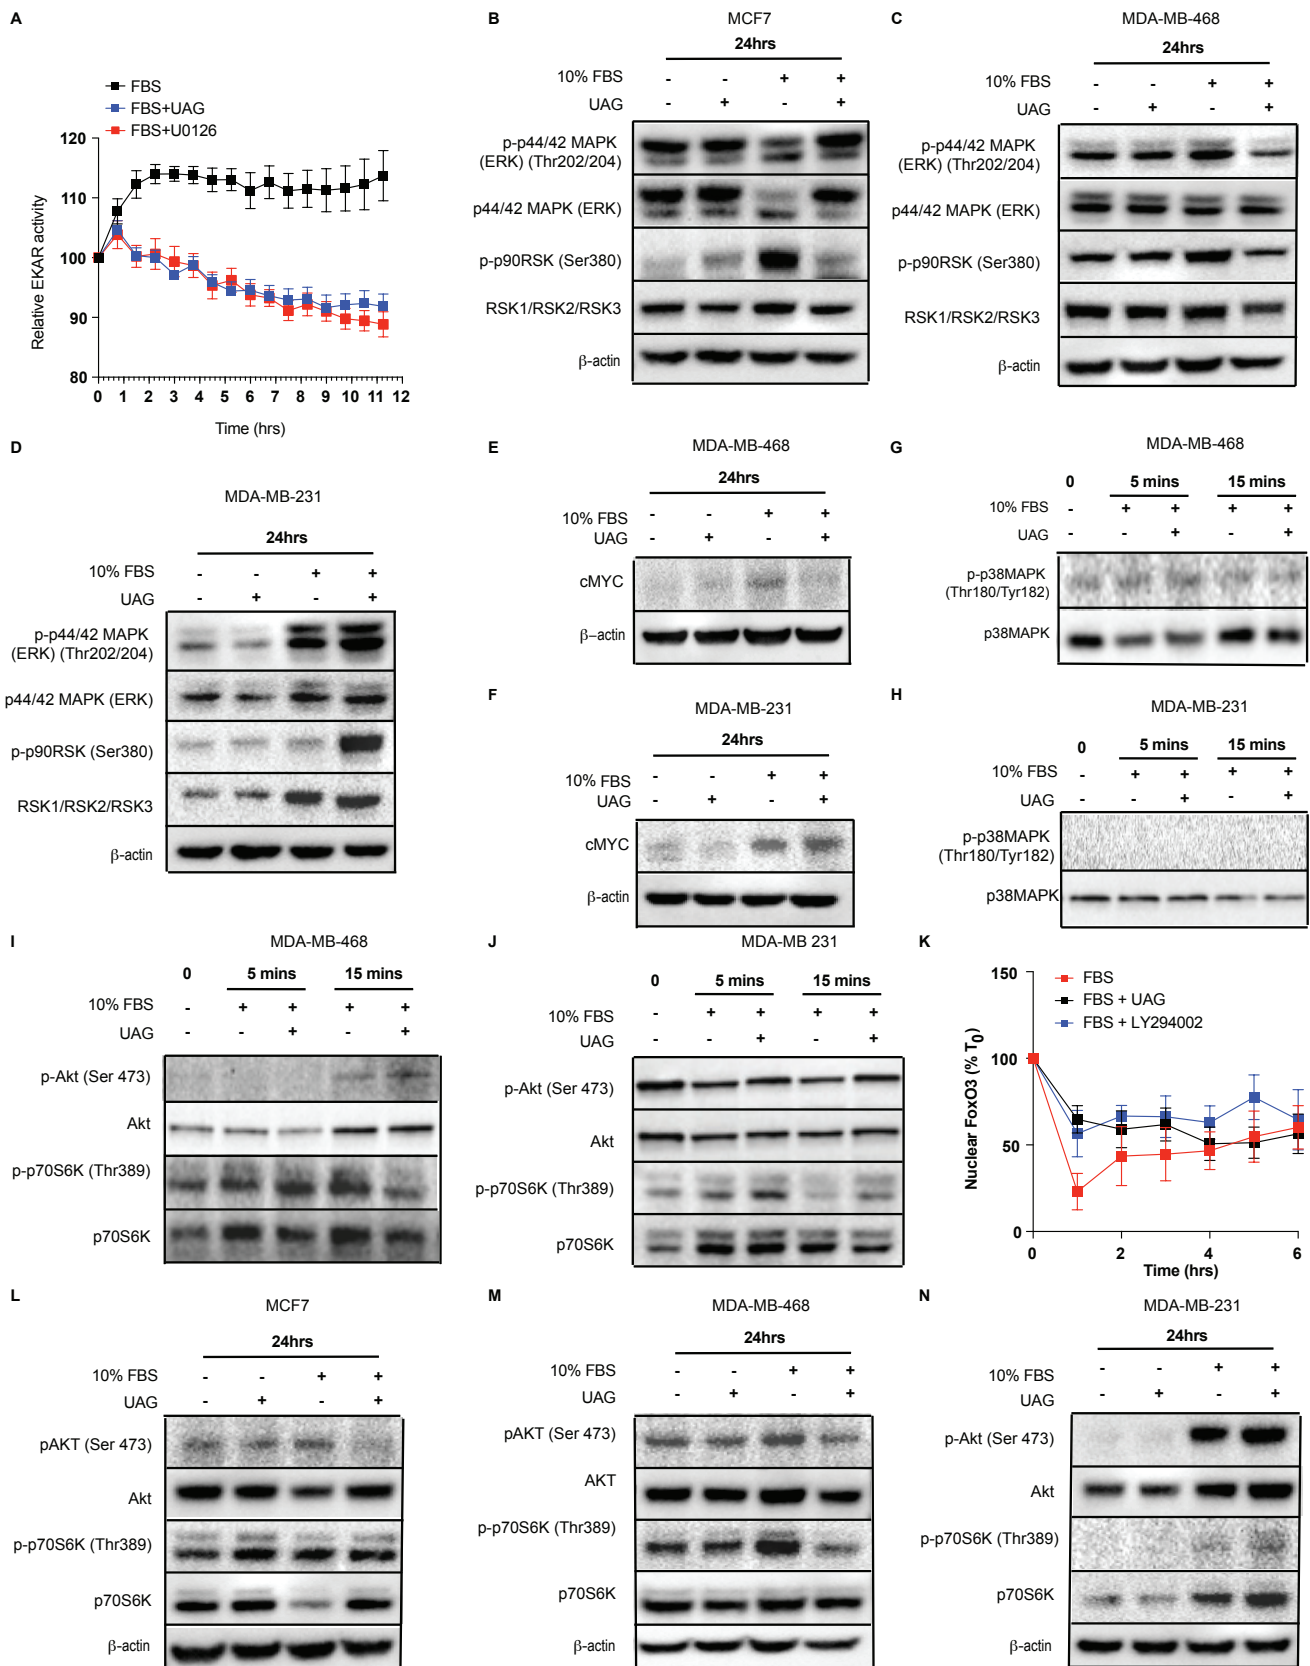 A
FBS
FBS+UAG
FBS+U0126
120
110
100
90
80
Relative EKAR activity
0 1 2 3 4 5 6 7 8 9 10 11 12
Time (hrs)
B
MCF7
24hrs
10% FBS - - + +
UAG - + - +
p-p44/42 MAPK
(ERK) (Thr202/204)
p44/42 MAPK (ERK)
p-p90RSK (Ser380)
RSK1/RSK2/RSK3
β-actin
C
MDA-MB-468
24hrs
10% FBS - - + +
UAG - + - +
p-p44/42 MAPK
(ERK) (Thr202/204)
p44/42 MAPK (ERK)
p-p90RSK (Ser380)
RSK1/RSK2/RSK3
β-actin
D
MDA-MB-231
24hrs
10% FBS - - + +
UAG - + - +
p-p44/42 MAPK
(ERK) (Thr202/204)
p44/42 MAPK (ERK)
p-p90RSK (Ser380)
RSK1/RSK2/RSK3
β-actin
E
MDA-MB-468
24hrs
10% FBS - - + +
UAG - + - +
cMYC
β−actin
F
MDA-MB-231
24hrs
10% FBS - - + +
UAG - + - +
cMYC
β-actin
G
MDA-MB-468
0 5 mins 15 mins
10% FBS - + + + +
UAG - - + - +
p-p38MAPK
(Thr180/Tyr182)
p38MAPK
H
MDA-MB-231
0 5 mins 15 mins
10% FBS - + + + +
UAG - - + - +
p-p38MAPK
(Thr180/Tyr182)
p38MAPK
I
MDA-MB-468
0 5 mins 15 mins
10% FBS - + + + +
UAG - - + - +
p-Akt (Ser 473)
Akt
p-p70S6K (Thr389)
p70S6K
J
MDA-MB 231
0 5 mins 15 mins
10% FBS - + + + +
UAG - - + - +
p-Akt (Ser 473)
Akt
p-p70S6K (Thr389)
p70S6K
K
FBS
FBS + UAG
FBS + LY294002
150
100
50
0
Nuclear FoxO3 (% T0)
0 2 4 6
Time (hrs)
L
MCF7
24hrs
10% FBS - - + +
UAG - + - +
pAKT (Ser 473)
Akt
p-p70S6K (Thr389)
p70S6K
β-actin
M
MDA-MB-468
24hrs
10% FBS - - + +
UAG - + - +
pAKT (Ser 473)
AKT
p-p70S6K (Thr389)
p70S6K
β-actin
N
MDA-MB-231
24hrs
10% FBS - - + +
UAG - + - +
p-Akt (Ser 473)
Akt
p-p70S6K (Thr389)
p70S6K
β-actin